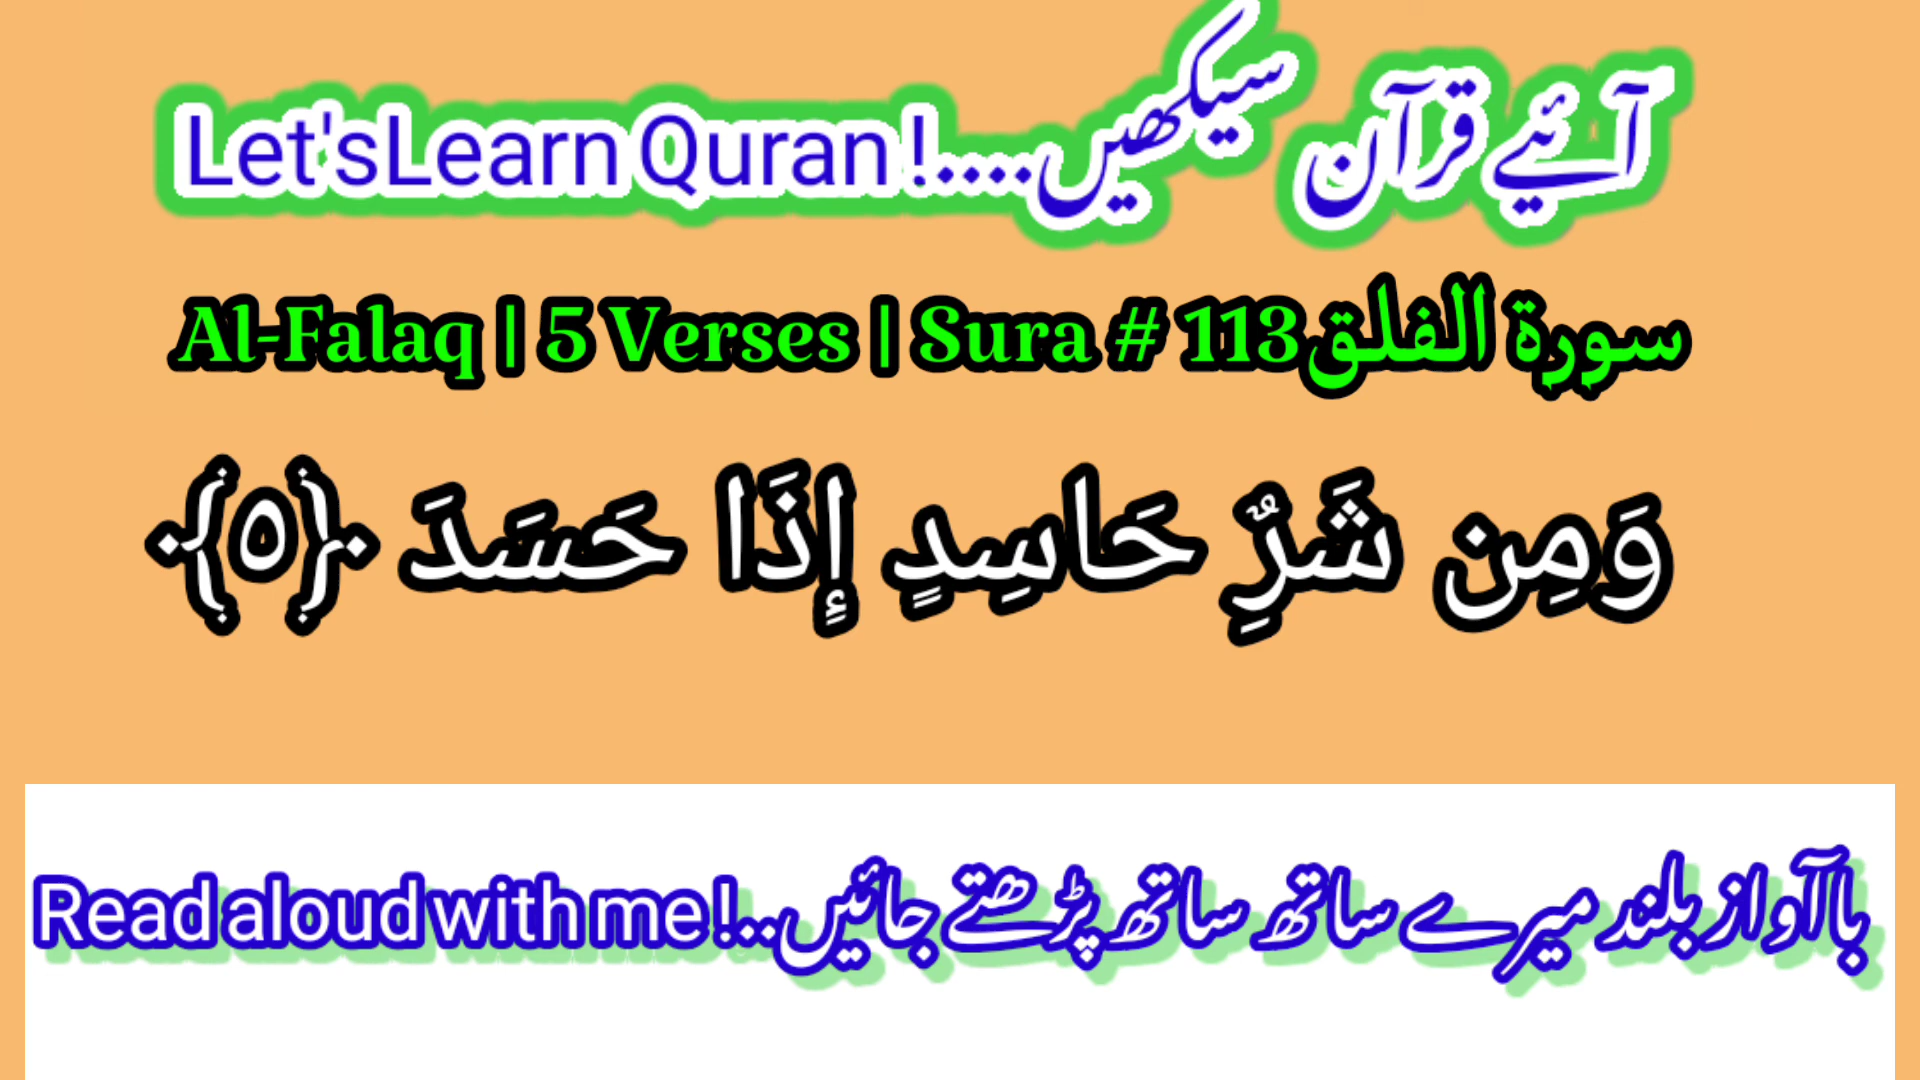 آئیے قرآن سیکھیں....! Let'sLearn Quran
Al-Falaq | 5 Verses | Sura # 113 سورة الفلق
وَمِن شَرٌِّ حَاسِدٍ إِذَا حَسَدَ ﴿٥﴾
باآواز بلند میرے ساتھ ساتھ پڑھتے جائیں..! Read aloud with me